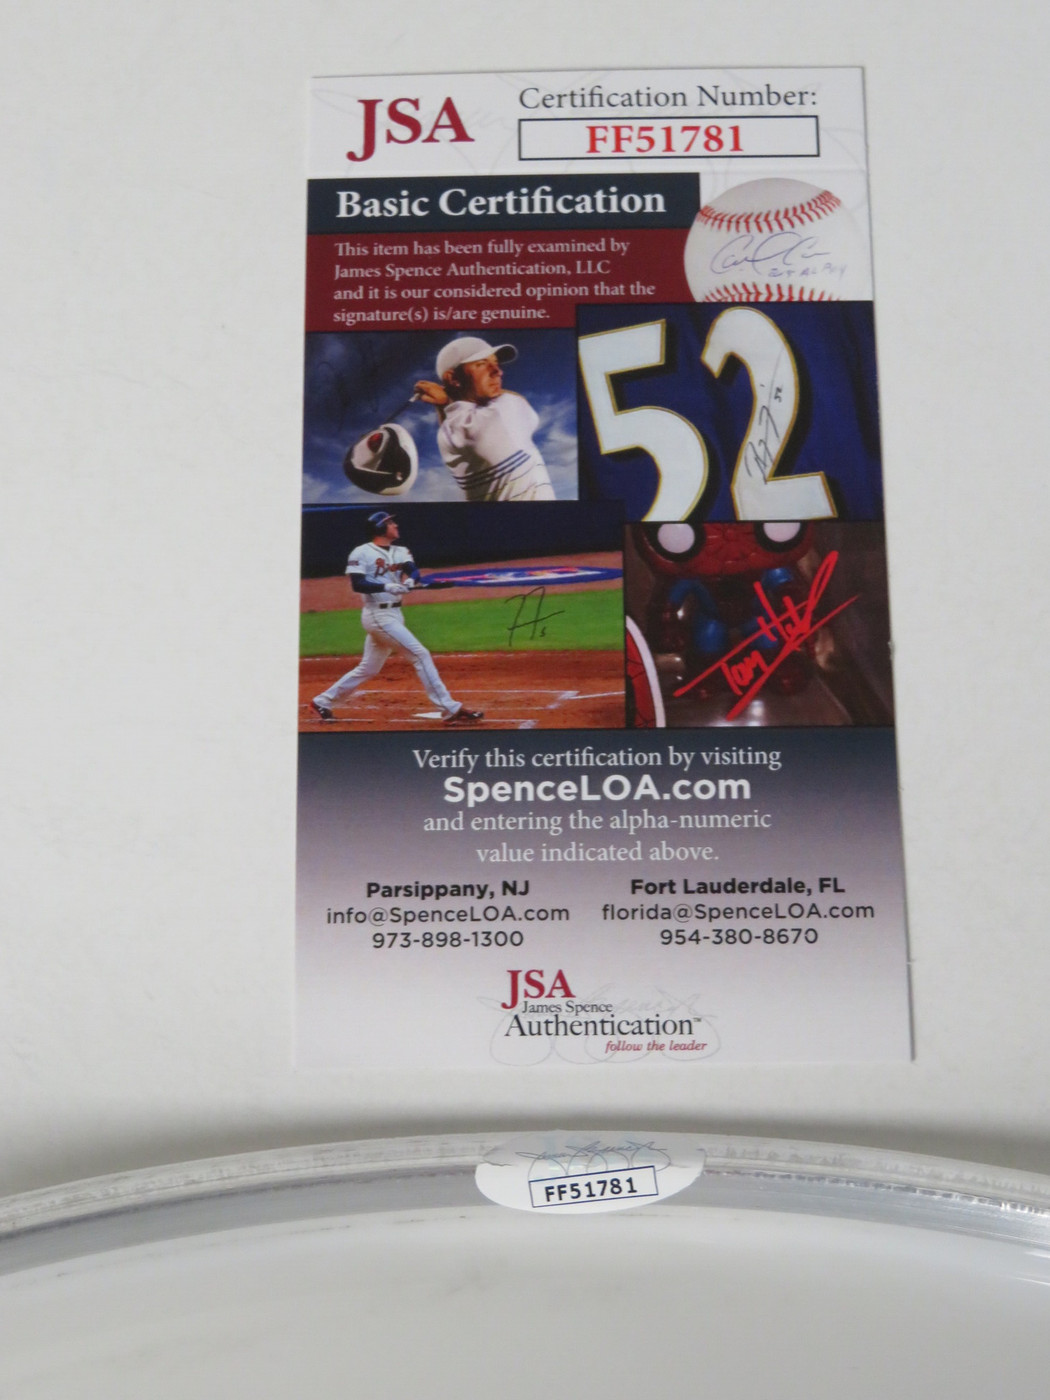 JSA
Certification Number:
FF51781
Basic Certification
This item has been fully examined by
James Spence Authentication, LLC
and it is our considered opinion that the
signature(s) is/are genuine.
52
52
Tom
Verify this certification by visiting
SpenceLOA.com
and entering the alpha-numeric
value indicated above.
Parsippany, NJ
info@SpenceLOA.com
973-898-1300
Fort Lauderdale, FL
florida@SpenceLOA.com
954-380-8670
JSA
James Spence
Authentication™
follow the leader
FF51781